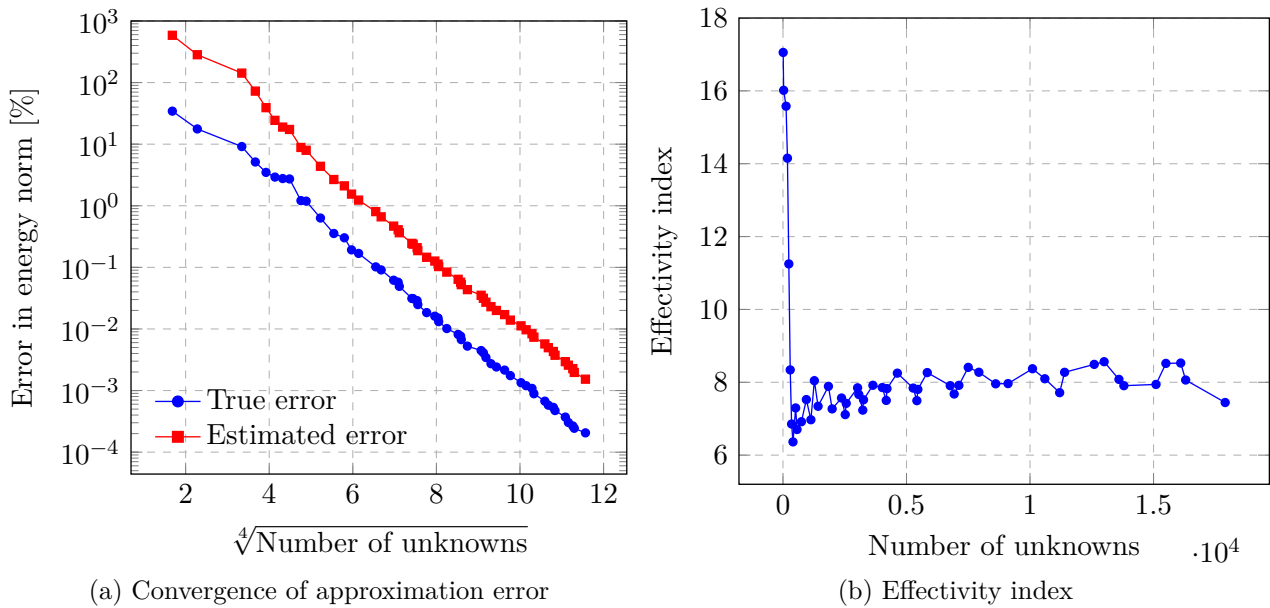 10^3
10^2
10^1
10^0
10^−1
10^−2
10^−3
10^−4
Error in energy norm [%]
True error
Estimated error
2 4 6 8 10 12
∜Number of unknowns
(a) Convergence of approximation error
18
16
14
12
10
8
6
Effectivity index
0 0.5 1 1.5
Number of unknowns ·10^4
(b) Effectivity index